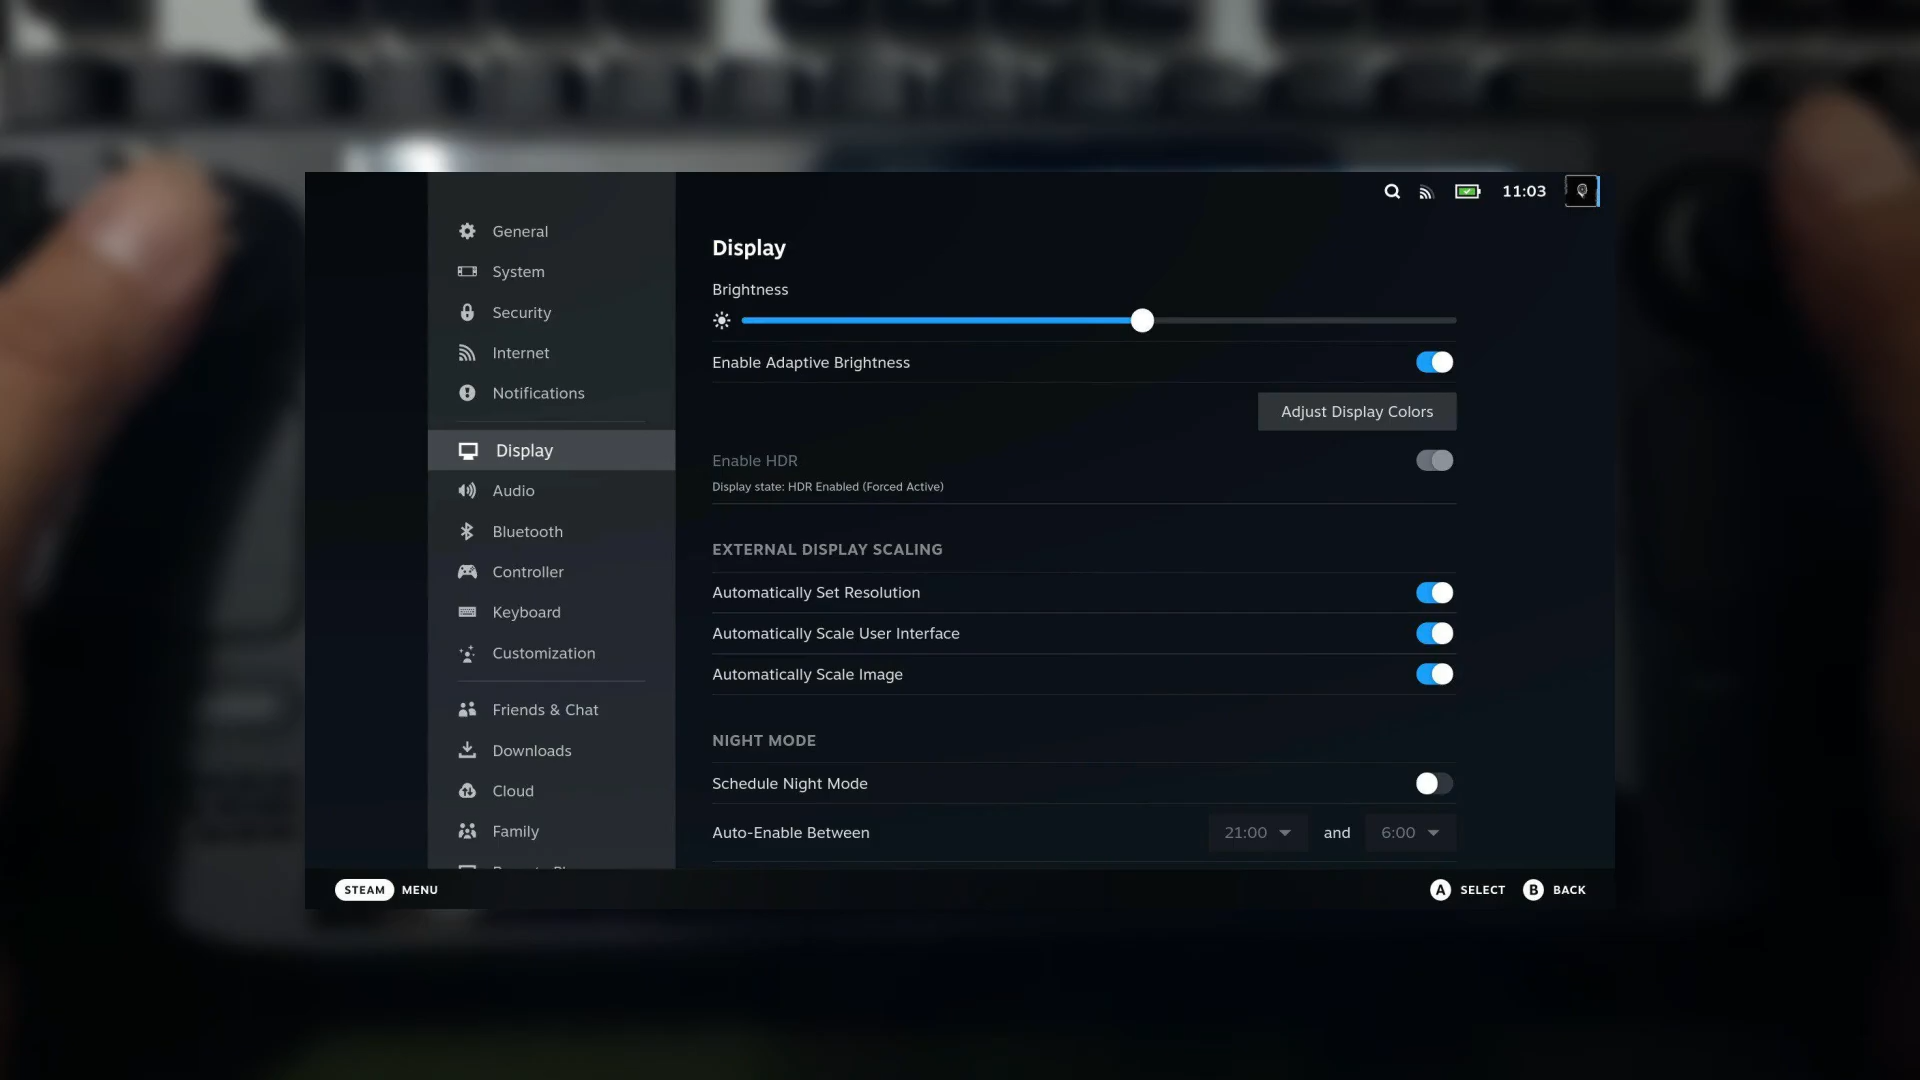 11:03
General
System
Security
Internet
Notifications
Display
Audio
Bluetooth
Controller
Keyboard
Customization
Friends & Chat
Downloads
Cloud
Family
Display
Brightness
Enable Adaptive Brightness
Adjust Display Colors
Enable HDR
Display state: HDR Enabled (Forced Active)
EXTERNAL DISPLAY SCALING
Automatically Set Resolution
Automatically Scale User Interface
Automatically Scale Image
NIGHT MODE
Schedule Night Mode
Auto-Enable Between 21:00 and 6:00
STEAM MENU
A SELECT B BACK